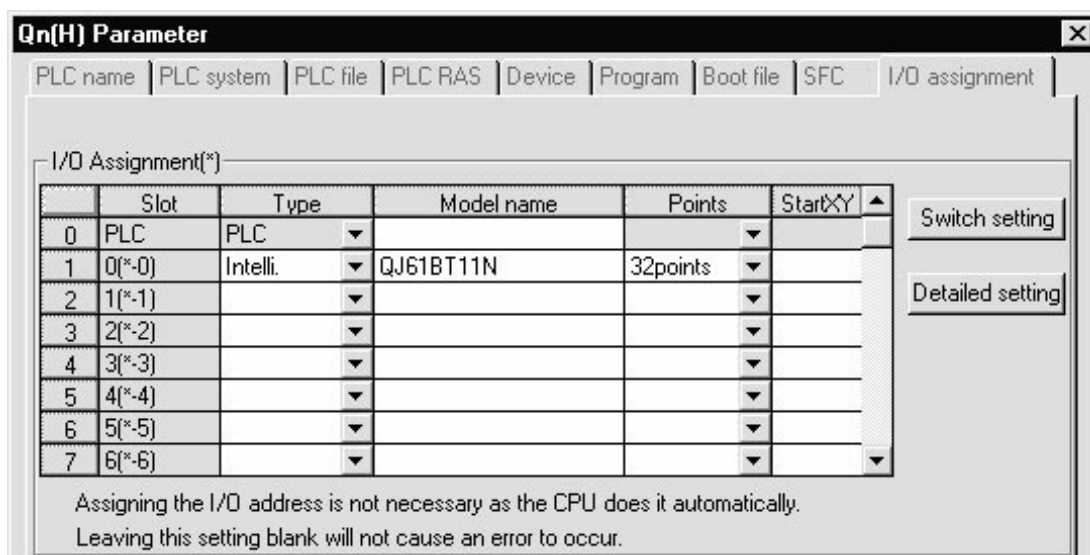 Qn(H) Parameter
PLC name PLC system PLC file PLC RAS Device Program Boot file SFC I/O assignment
I/O Assignment(*)
Slot Type Model name Points StartXY
Switch setting
0 PLC PLC
1 0(*-0) Intelli. QJ61BT11N 32points
Detailed setting
2 1(*-1)
3 2(*-2)
4 3(*-3)
5 4(*-4)
6 5(*-5)
7 6(*-6)
Assigning the I/O address is not necessary as the CPU does it automatically.
Leaving this setting blank will not cause an error to occur.